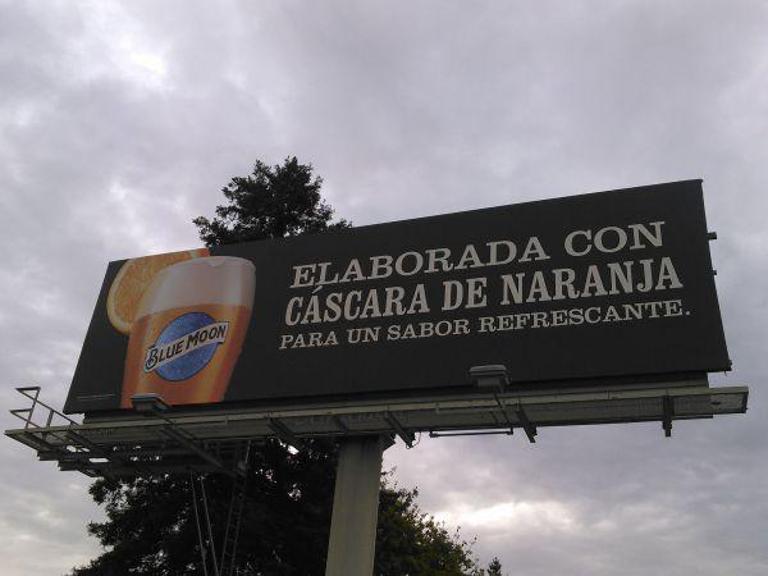 ELABORADA CON
CÁSCARA DE NARANJA
PARA UN SABOR REFRESCANTE.
BLUE MOON